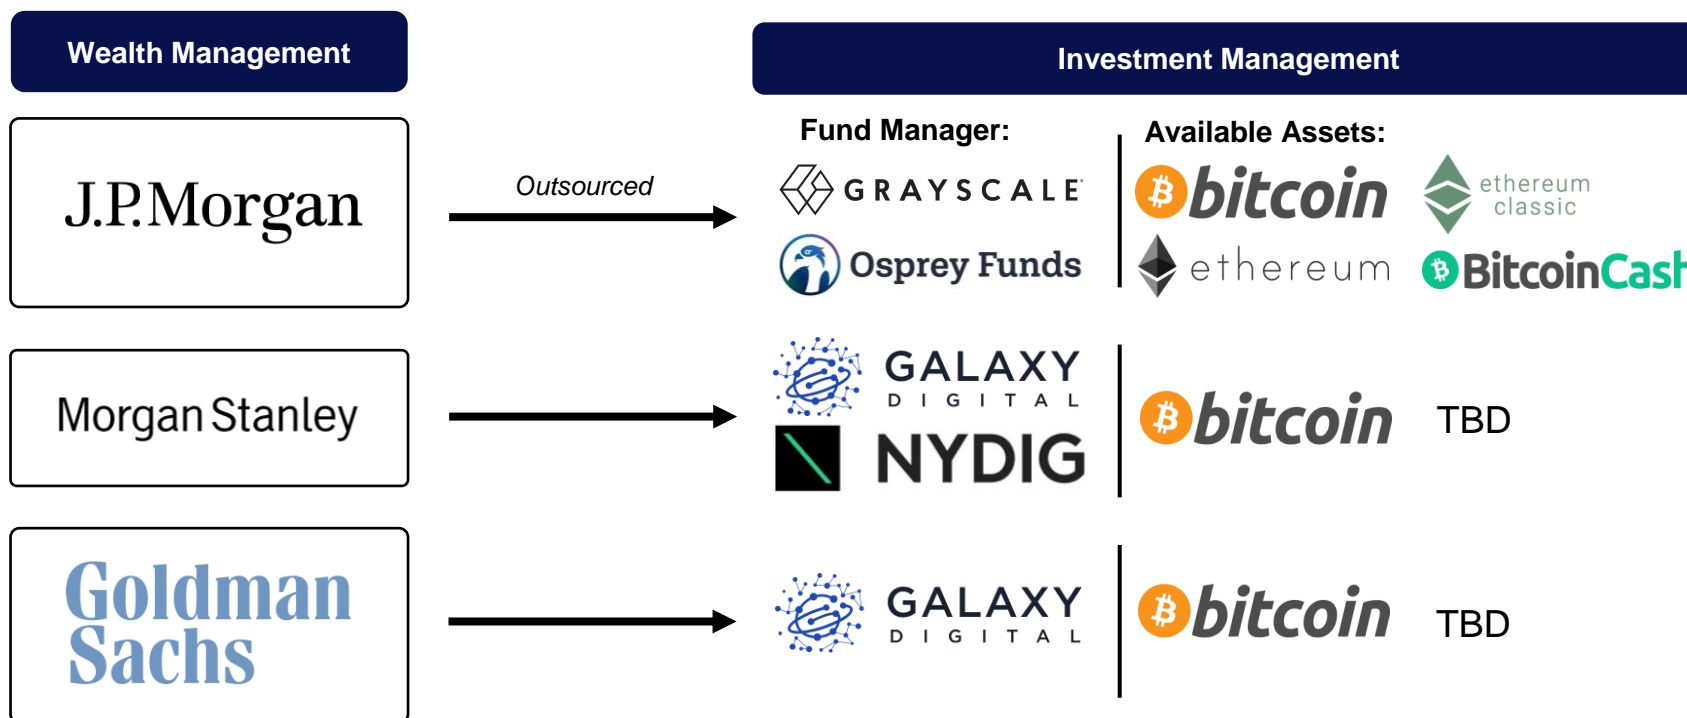 Wealth Management
Investment Management
J.P.Morgan
Outsourced
Fund Manager:
GRAYSCALE
Osprey Funds
Available Assets:
bitcoin
ethereum
classic
ethereum
BitcoinCash
Morgan Stanley
GALAXY
DIGITAL
NYDIG
bitcoin
TBD
Goldman
Sachs
GALAXY
DIGITAL
bitcoin
TBD